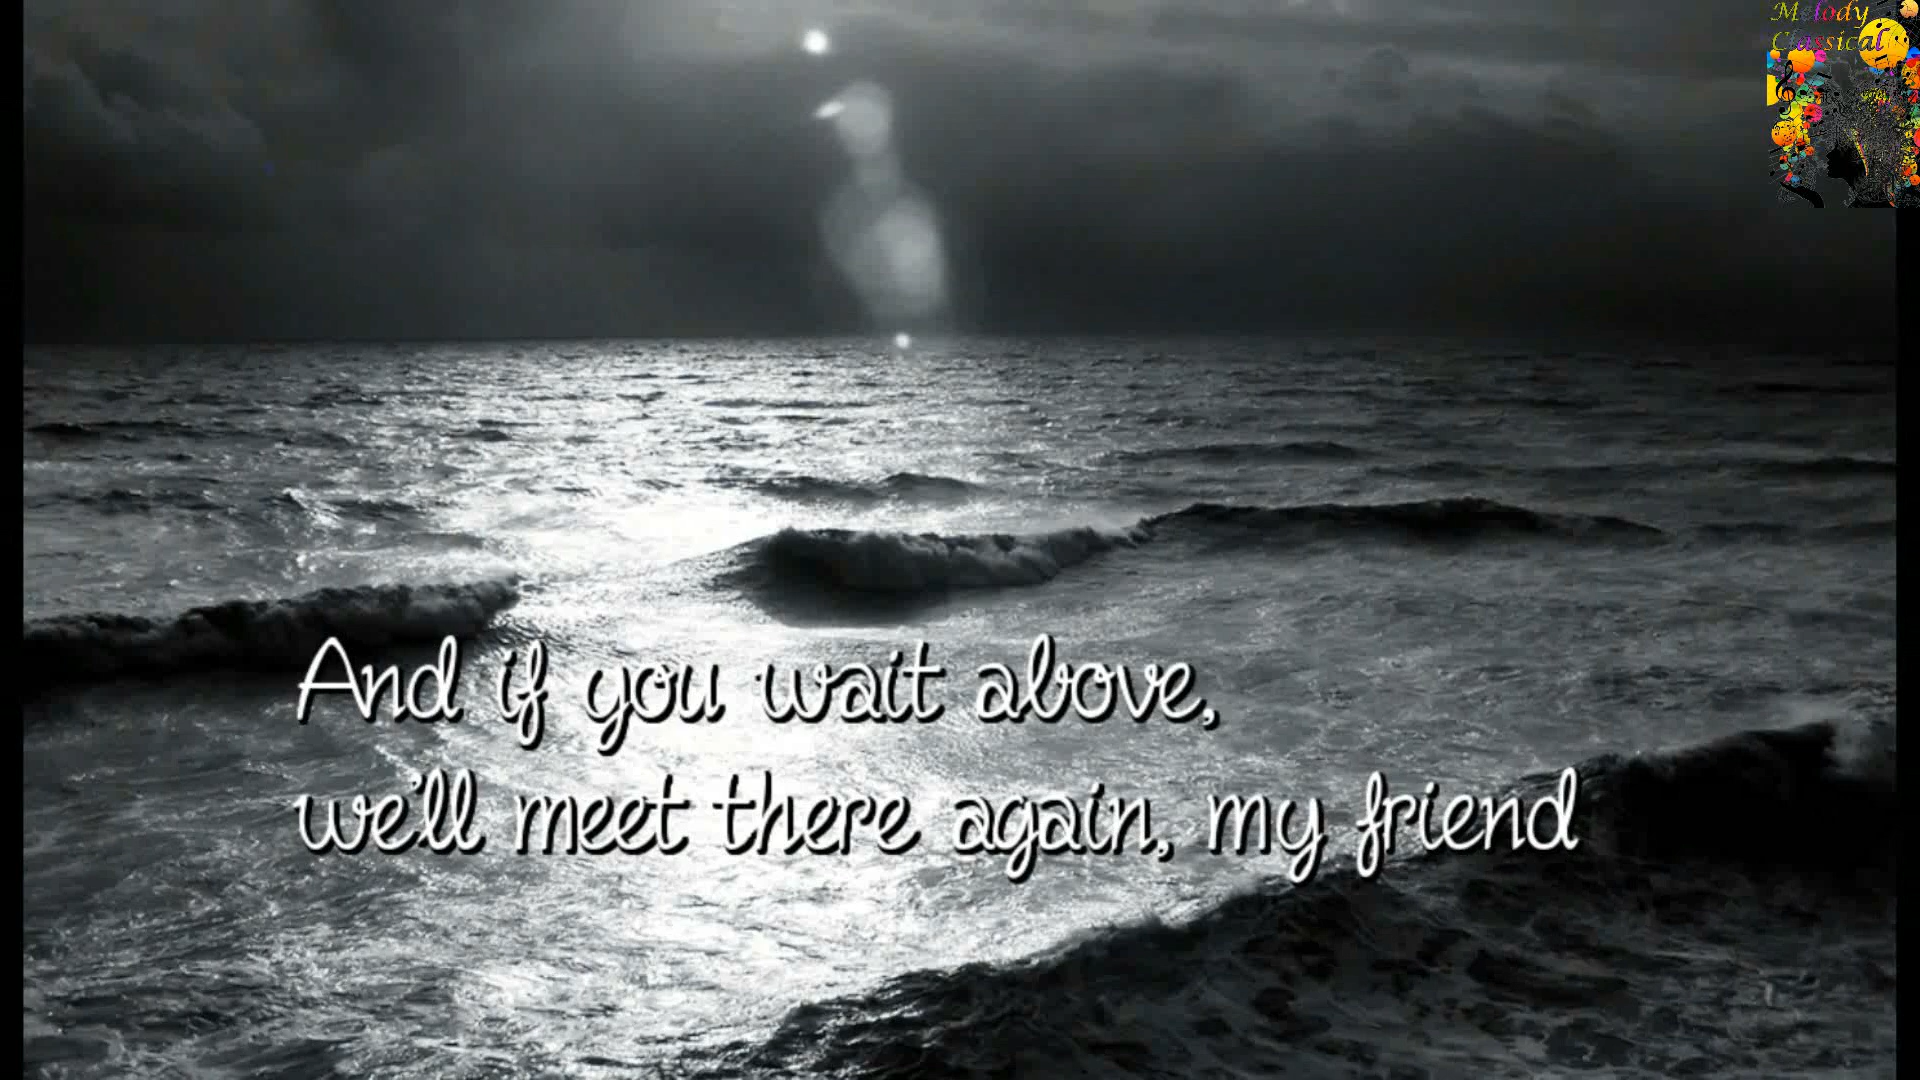 Melody
Classical
And if you wait above,
we'll meet there again, my friend